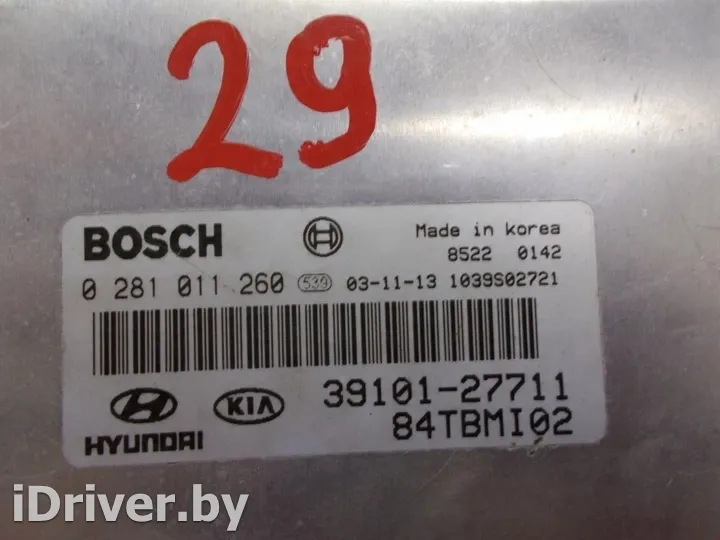 29
BOSCH
Made in korea
8522 0142
0 281 011 260 539 03-11-13 1039S02721
39101-27711
HYUNDAI KIA 84TBMI02
iDriver.by